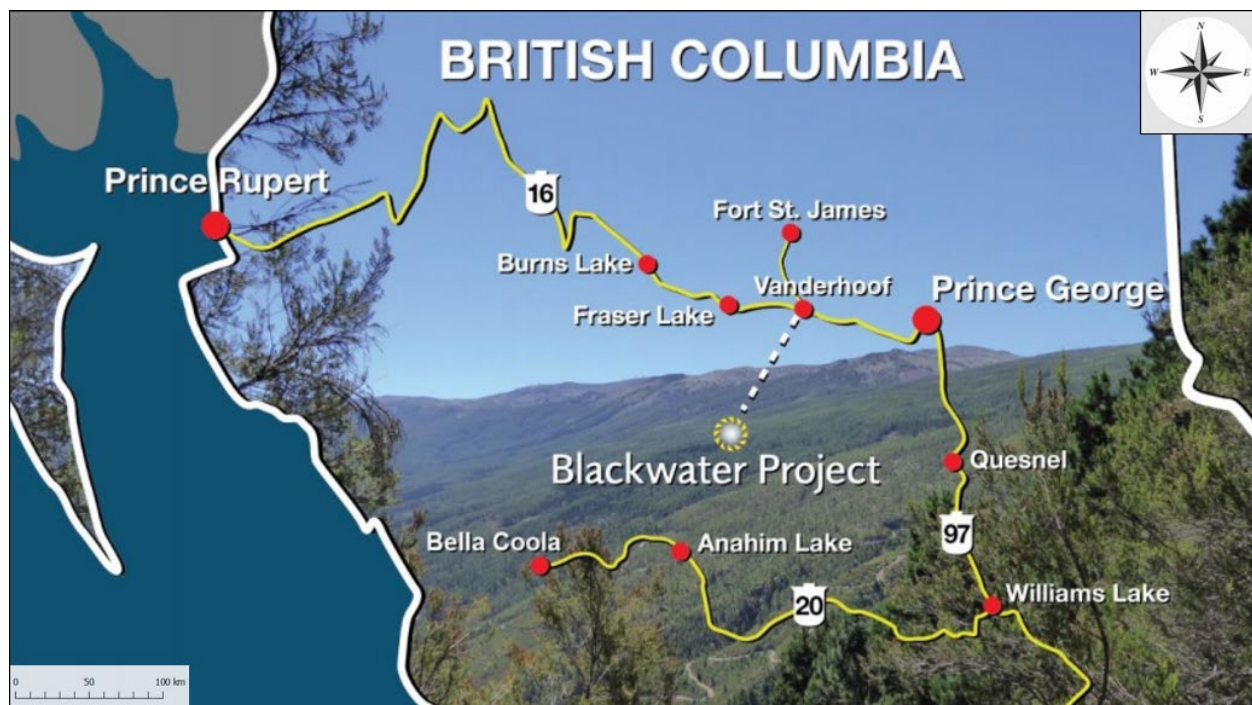 BRITISH COLUMBIA
N
W
E
S
Prince Rupert
16
Fort St. James
Burns Lake
Vanderhoof
Prince George
Fraser Lake
Blackwater Project
Quesnel
97
Bella Coola
Anahim Lake
20
Williams Lake
0 50 100 km